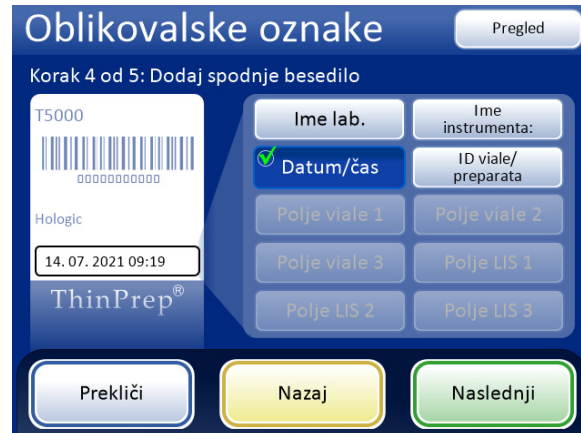 Oblikovalske oznake
Pregled
Korak 4 od 5: Dodaj spodnje besedilo
T5000
Hologic
14. 07. 2021 09:19
ThinPrep®
Ime lab.
Ime
instrumenta:
Datum/čas
ID viale/
preparata
Polje viale 1
Polje viale 2
Polje viale 3
Polje LIS 1
Polje LIS 2
Polje LIS 3
Prekliči
Nazaj
Naslednji